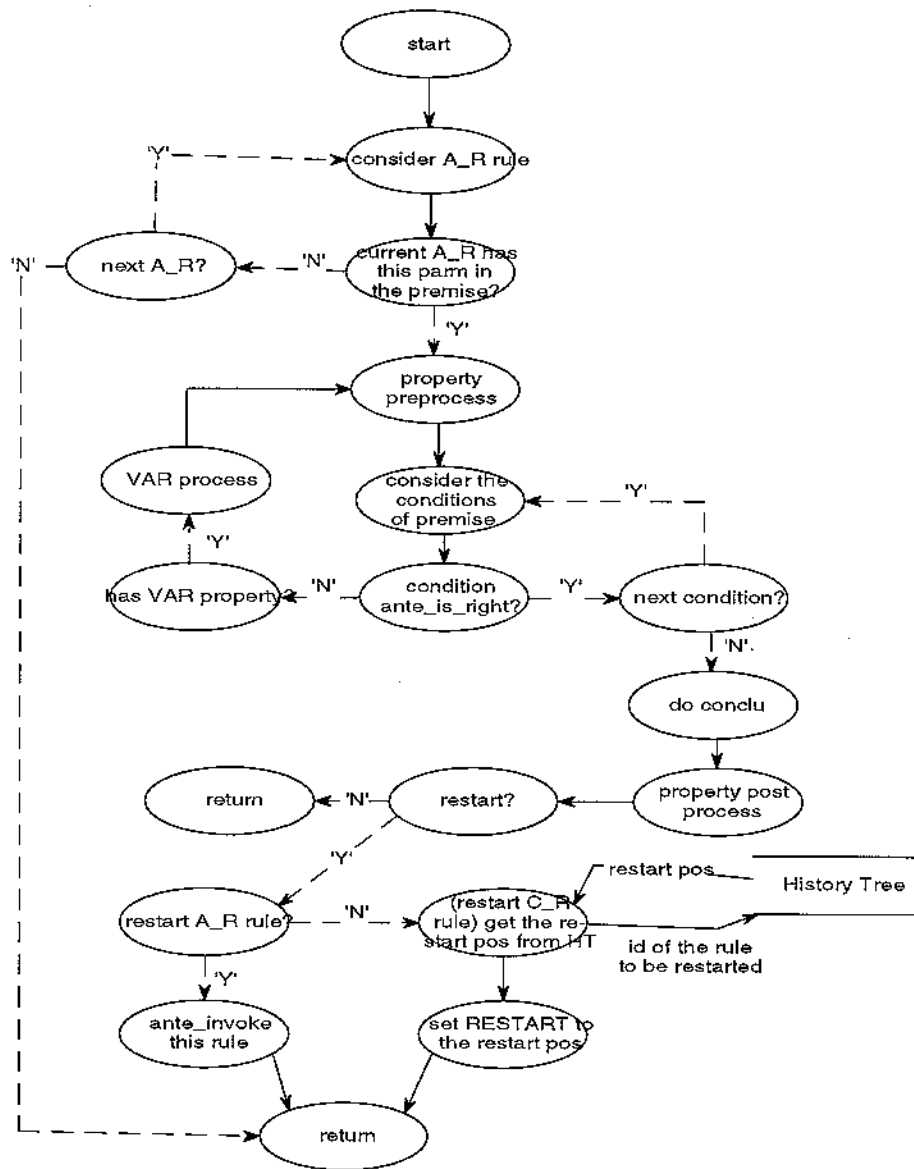 start
'Y'
consider A_R rule
'N'
next A_R?
'N'
current A_R has
this parm in
the premise?
'Y'
property
preprocess
VAR process
consider the
conditions
of premise
'Y'
'Y'
has VAR property?
'N'
condition
ante_is_right?
'Y'
next condition?
'N'
do conclu
return
'N'
restart?
property post
process
'Y'
restart pos
History Tree
restart A_R rule?
'N'
(restart C_R
rule) get the re-
start pos from HT
id of the rule
to be restarted
'Y'
ante_invoke
this rule
set RESTART to
the restart pos
return